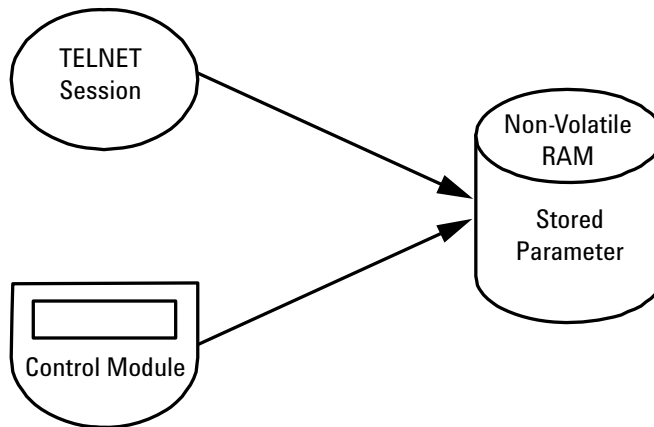 TELNET
Session
Non-Volatile
RAM
Stored
Parameter
Control Module